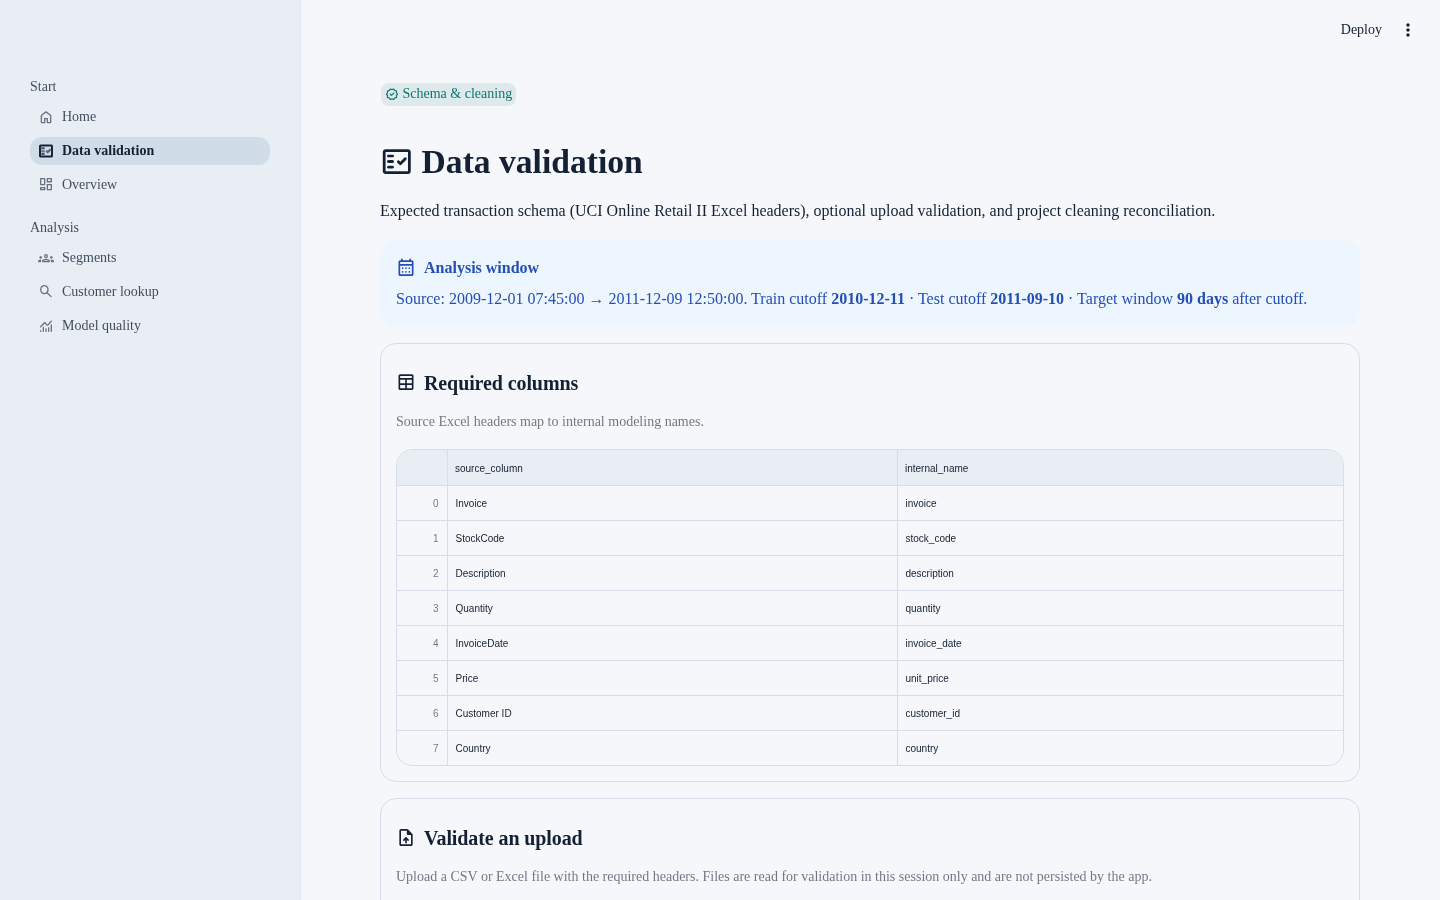 Deploy
Start
Home
Data validation
Overview
Analysis
Segments
Customer lookup
Model quality
Schema & cleaning
Data validation
Expected transaction schema (UCI Online Retail II Excel headers), optional upload validation, and project cleaning reconciliation.
Analysis window
Source: 2009-12-01 07:45:00 → 2011-12-09 12:50:00. Train cutoff 2010-12-11 · Test cutoff 2011-09-10 · Target window 90 days after cutoff.
Required columns
Source Excel headers map to internal modeling names.
source_column internal_name
0 Invoice invoice
1 StockCode stock_code
2 Description description
3 Quantity quantity
4 InvoiceDate invoice_date
5 Price unit_price
6 Customer ID customer_id
7 Country country
Validate an upload
Upload a CSV or Excel file with the required headers. Files are read for validation in this session only and are not persisted by the app.